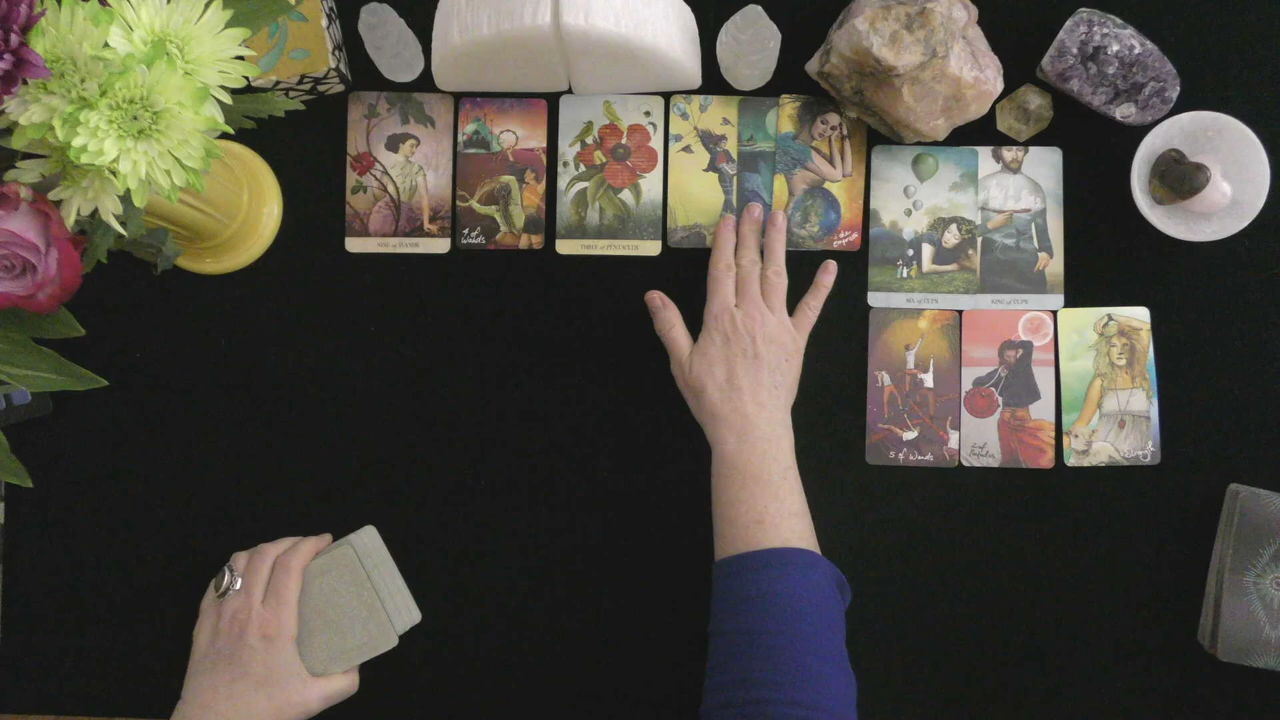 KING of WANDS
4 of
Wands
THREE of PENTACLES
the
Empress
SIX of CUPS
KING of CUPS
5 of Wands
2 of
Pentacles
Strength